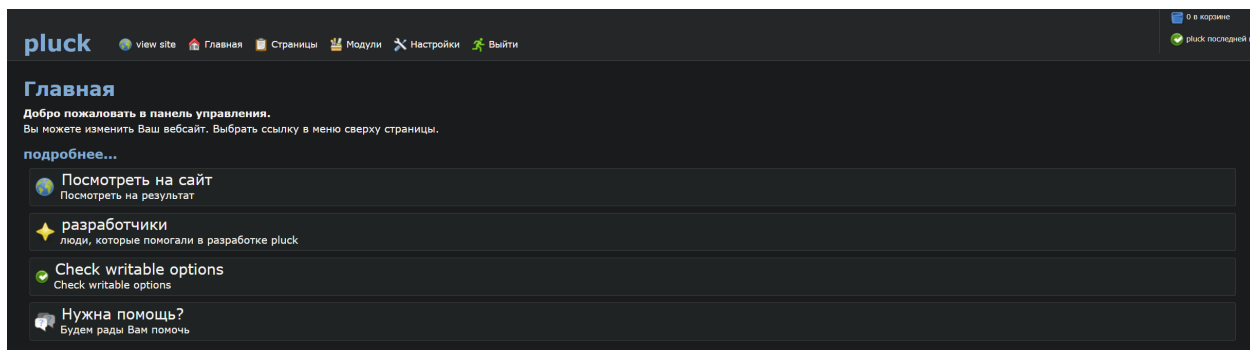 0 в корзине
pluck последней
pluck
view site Главная Страницы Модули Настройки Выйти
Главная
Добро пожаловать в панель управления.
Вы можете изменить Ваш вебсайт. Выбрать ссылку в меню сверху страницы.
подробнее...
Посмотреть на сайт
Посмотреть на результат
разработчики
люди, которые помогали в разработке pluck
Check writable options
Check writable options
Нужна помощь?
Будем рады Вам помочь